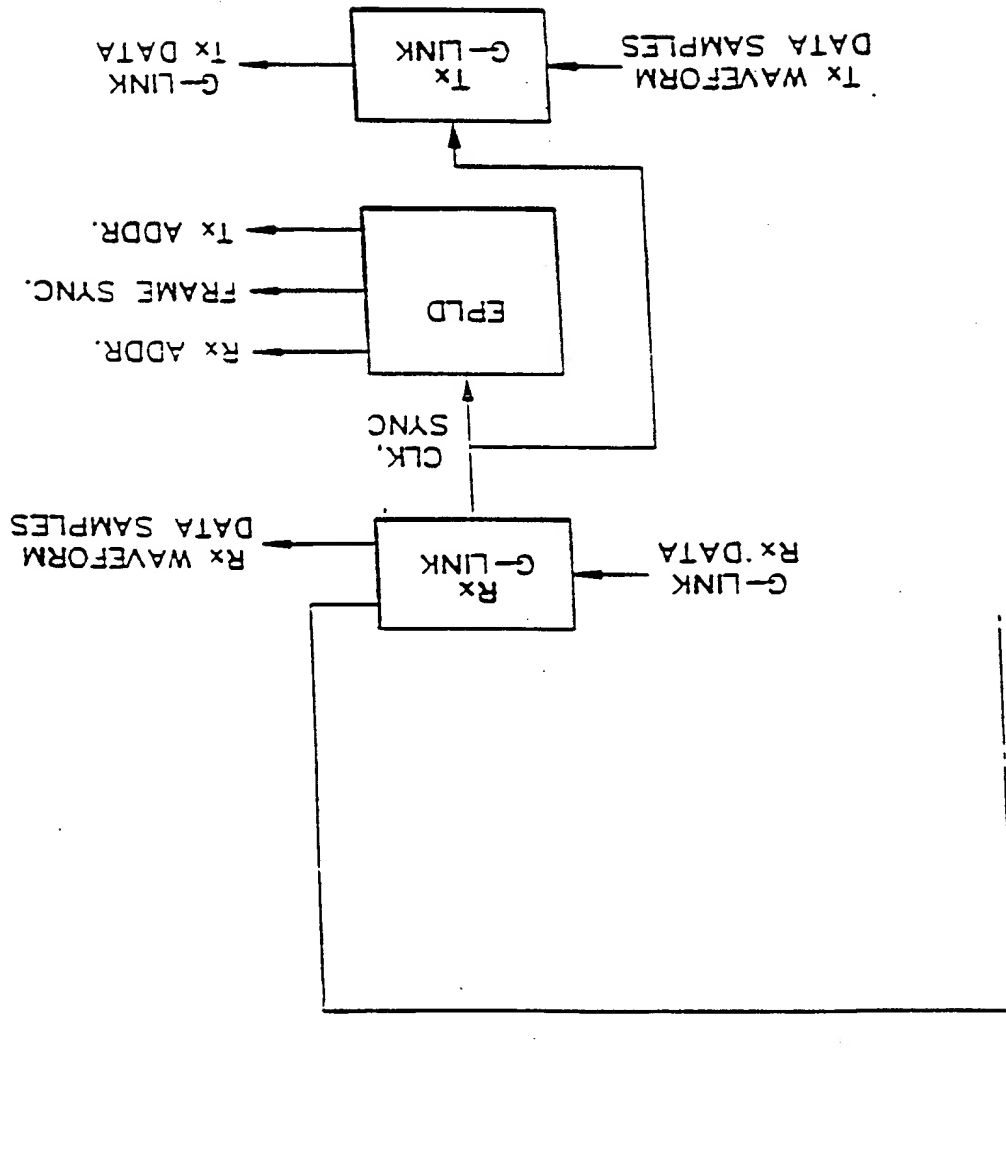 G-LINK
Rx DATA
Rx
G-LINK
Rx WAVEFORM
DATA SAMPLES
CLK,
SYNC
EPLD
Rx ADDR.
FRAME SYNC.
Tx ADDR.
Tx WAVEFORM
DATA SAMPLES
Tx
G-LINK
G-LINK
Tx DATA